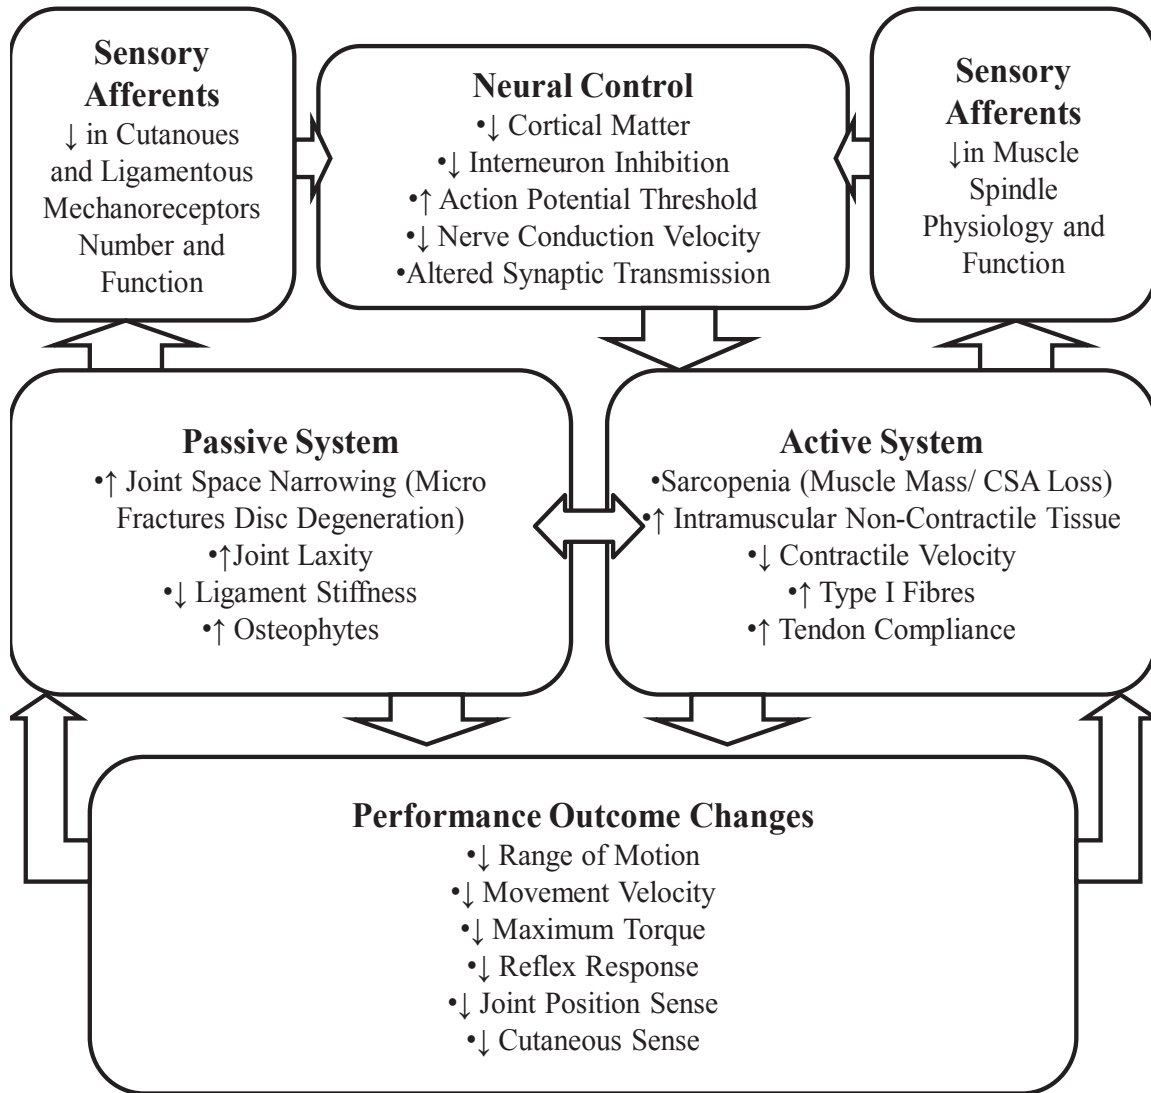 Sensory
Afferents
↓ in Cutanoues
and Ligamentous
Mechanoreceptors
Number and
Function
Neural Control
•↓ Cortical Matter
•↓ Interneuron Inhibition
•↑ Action Potential Threshold
•↓ Nerve Conduction Velocity
•Altered Synaptic Transmission
Sensory
Afferents
↓in Muscle
Spindle
Physiology and
Function
Passive System
•↑ Joint Space Narrowing (Micro
Fractures Disc Degeneration)
•↑Joint Laxity
•↓ Ligament Stiffness
•↑ Osteophytes
Active System
•Sarcopenia (Muscle Mass/ CSA Loss)
•↑ Intramuscular Non-Contractile Tissue
•↓ Contractile Velocity
•↑ Type I Fibres
•↑ Tendon Compliance
Performance Outcome Changes
•↓ Range of Motion
•↓ Movement Velocity
•↓ Maximum Torque
•↓ Reflex Response
•↓ Joint Position Sense
•↓ Cutaneous Sense